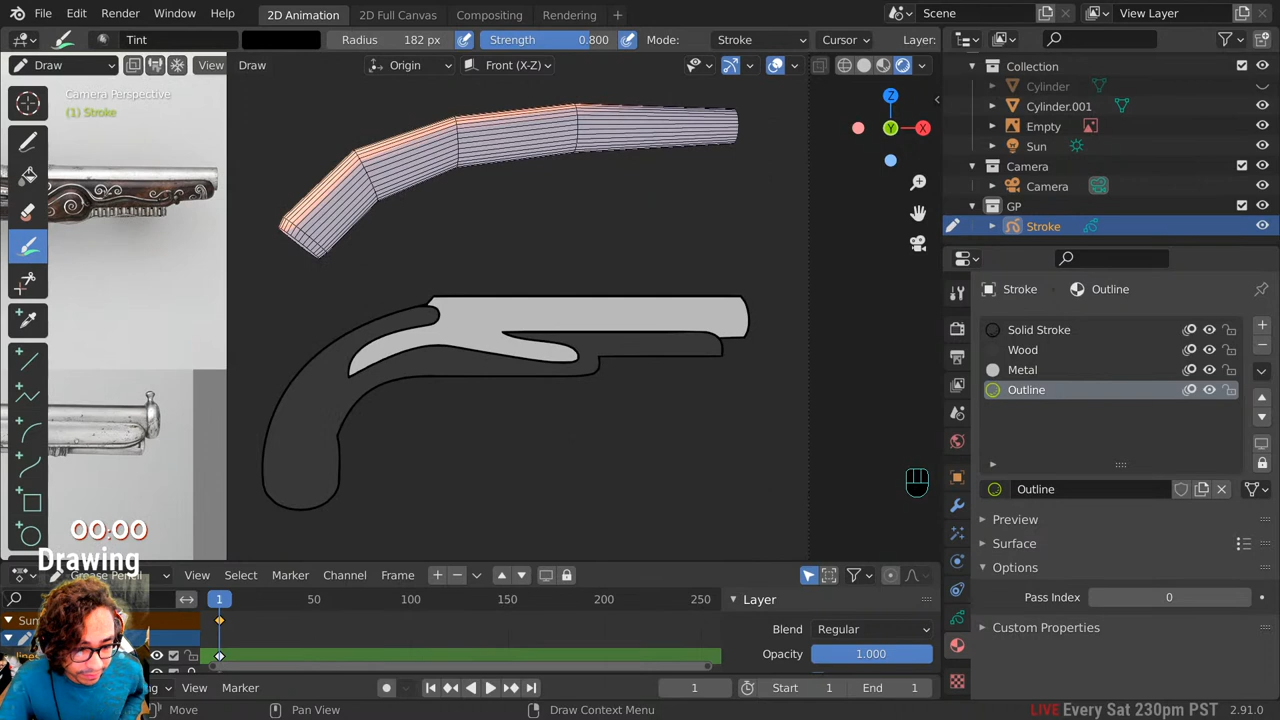 File Edit Render Window Help 2D Animation 2D Full Canvas Compositing Rendering + Scene View Layer
Tint Radius 182 px Strength 0.800 Mode: Stroke Cursor Layer:
Draw View Draw Origin Front (X-Z)
Camera Perspective
(1) Stroke
Z
Y
X
Collection
Cylinder
Cylinder.001
Empty
Sun
Camera
Camera
GP
Stroke
Stroke Outline
Solid Stroke
Wood
Metal
Outline
Outline
Preview
Surface
Options
Pass Index 0
Custom Properties
00:00
Drawing
Grease Pencil View Select Marker Channel Frame
1 50 100 150 200 250
Layer
Blend Regular
Opacity 1.000
View Marker 1 Start 1 End 1
Move Pan View Draw Context Menu
LIVE Every Sat 230pm PST 2.91.0